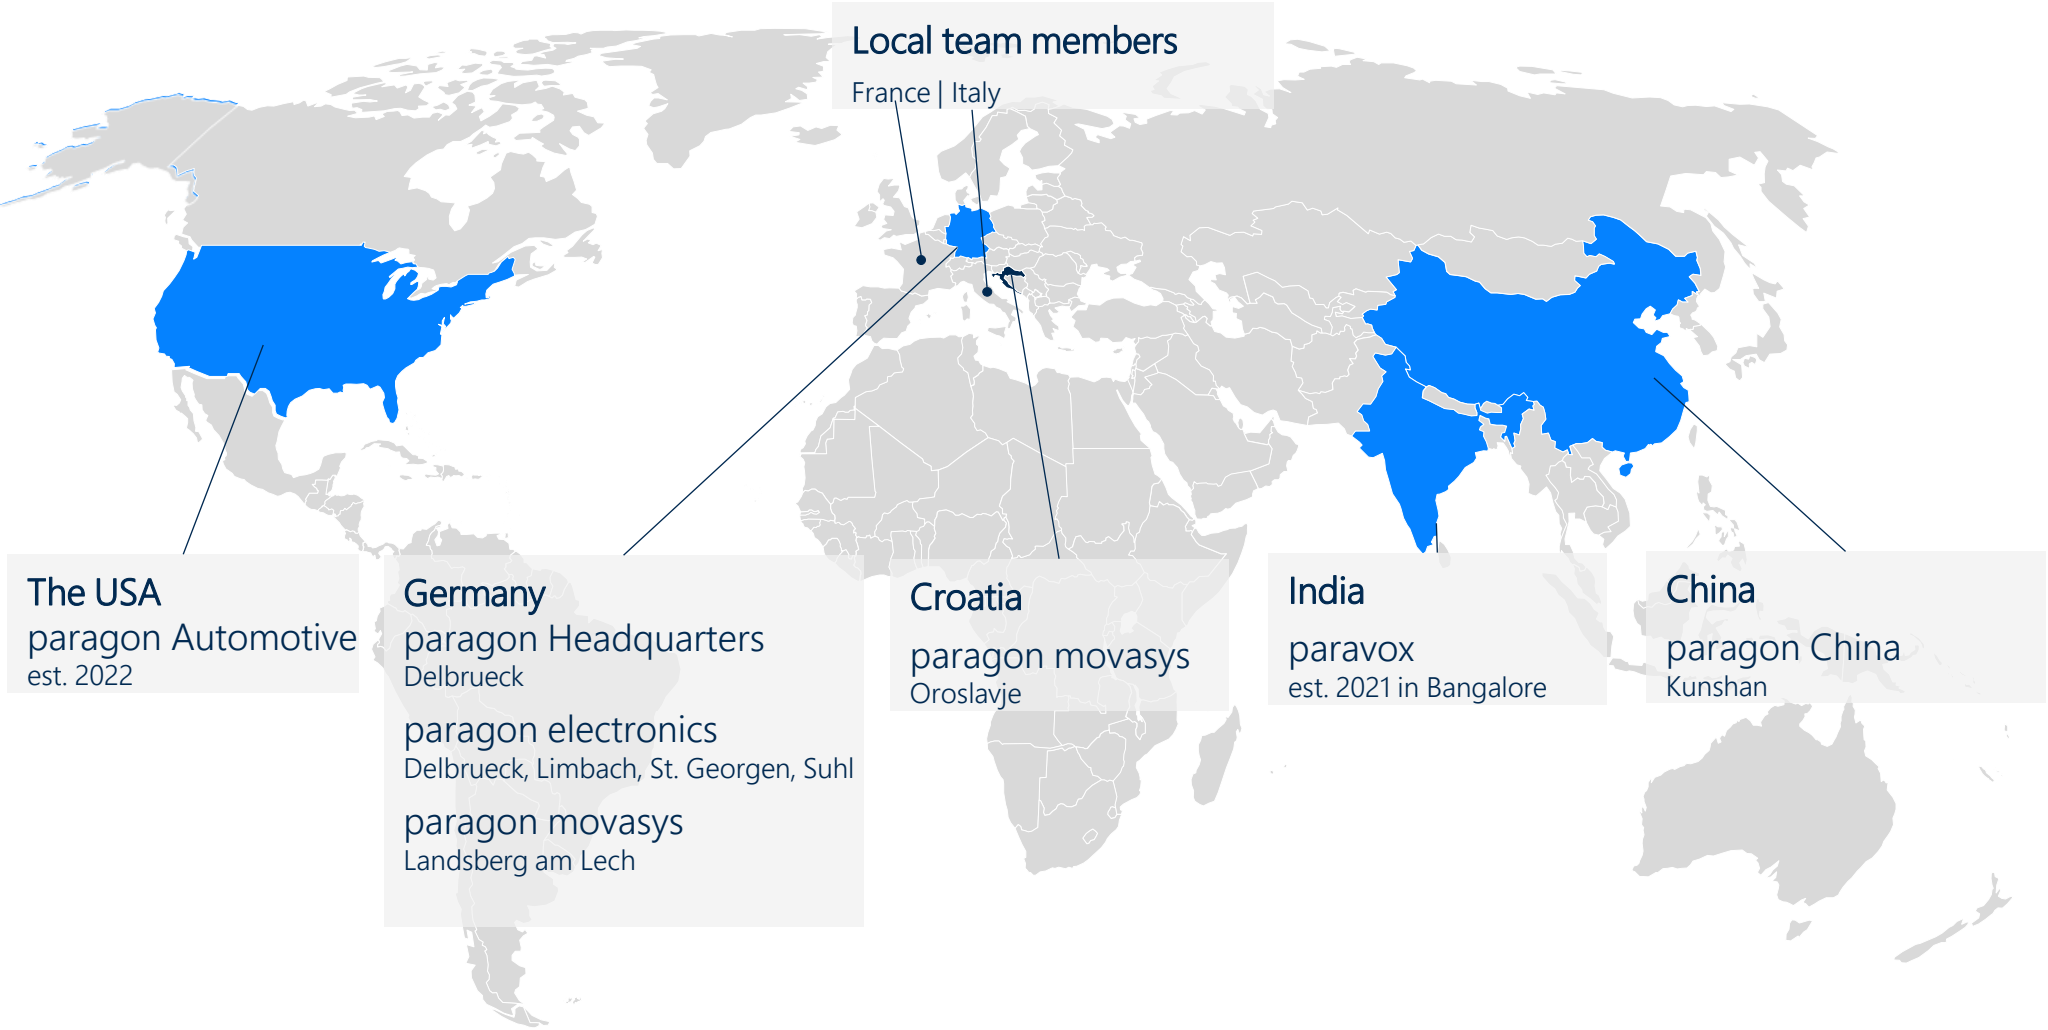 Local team members
France | Italy
The USA
paragon Automotive
est. 2022
Germany
paragon Headquarters
Delbrueck
paragon electronics
Delbrueck, Limbach, St. Georgen, Suhl
paragon movasys
Landsberg am Lech
Croatia
paragon movasys
Oroslavje
India
paravox
est. 2021 in Bangalore
China
paragon China
Kunshan